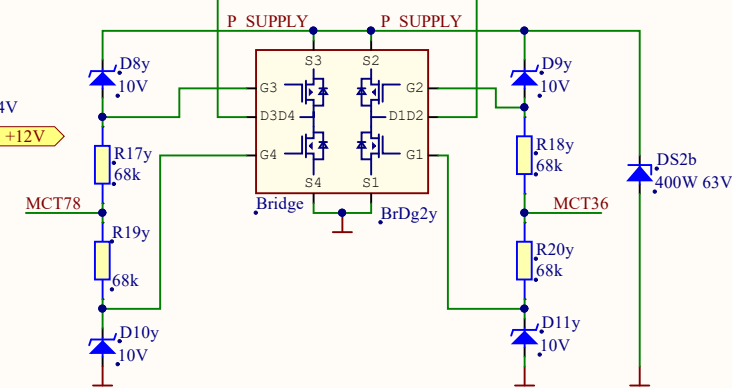 P SUPPLY
P SUPPLY
D8y
10V
S3
S2
D9y
10V
G3
G2
4V
+12V
D3D4
D1D2
R17y
68k
G4
G1
R18y
68k
DS2b
400W 63V
S4
S1
MCT78
Bridge
BrDg2y
MCT36
R19y
68k
R20y
68k
D10y
10V
D11y
10V